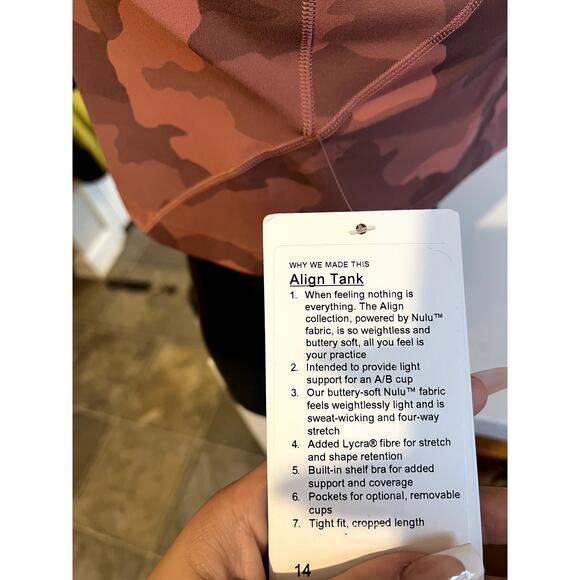 WHY WE MADE THIS
Align Tank
1. When feeling nothing is
everything. The Align
collection, powered by Nulu™
fabric, is so weightless and
buttery soft, all you feel is
your practice
2. Intended to provide light
support for an A/B cup
3. Our buttery-soft Nulu™ fabric
feels weightlessly light and is
sweat-wicking and four-way
stretch
4. Added Lycra® fibre for stretch
and shape retention
5. Built-in shelf bra for added
support and coverage
6. Pockets for optional, removable
cups
7. Tight fit, cropped length
14